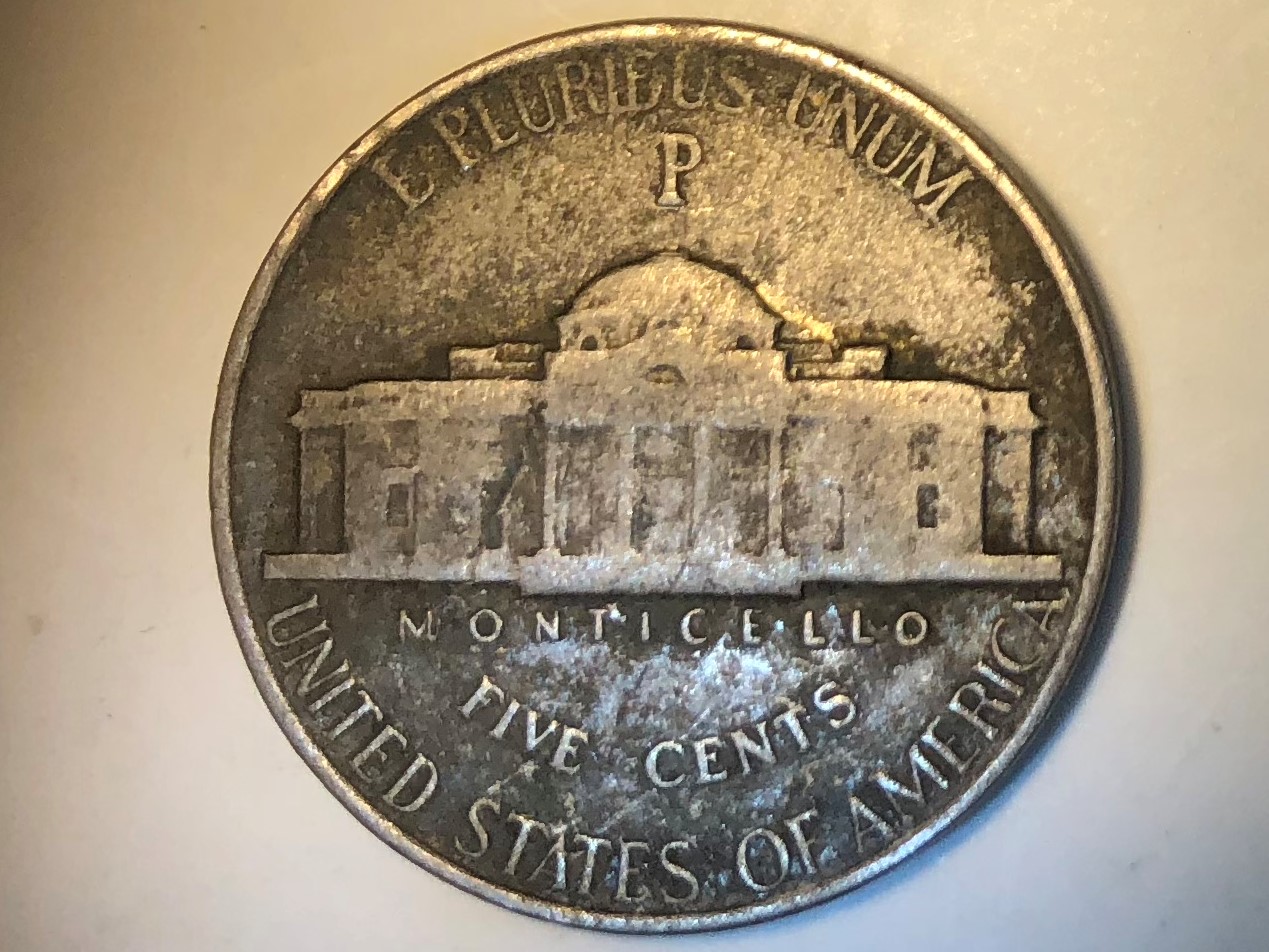 E PLURIBUS UNUM
P
MONTICELLO
FIVE CENTS
UNITED STATES OF AMERICA